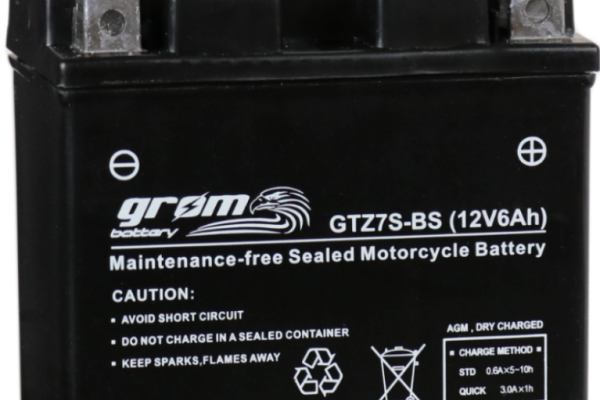 grøm
battery
GTZ7S-BS (12V6Ah)
Maintenance-free Sealed Motorcycle Battery
CAUTION:
▪ AVOID SHORT CIRCUIT
▪ DO NOT CHARGE IN A SEALED CONTAINER
▪ KEEP SPARKS,FLAMES AWAY
AGM , DRY CHARGED
▪ CHARGE METHOD ▪
STD 0.6A×5~10h
QUICK 3.0A×1h